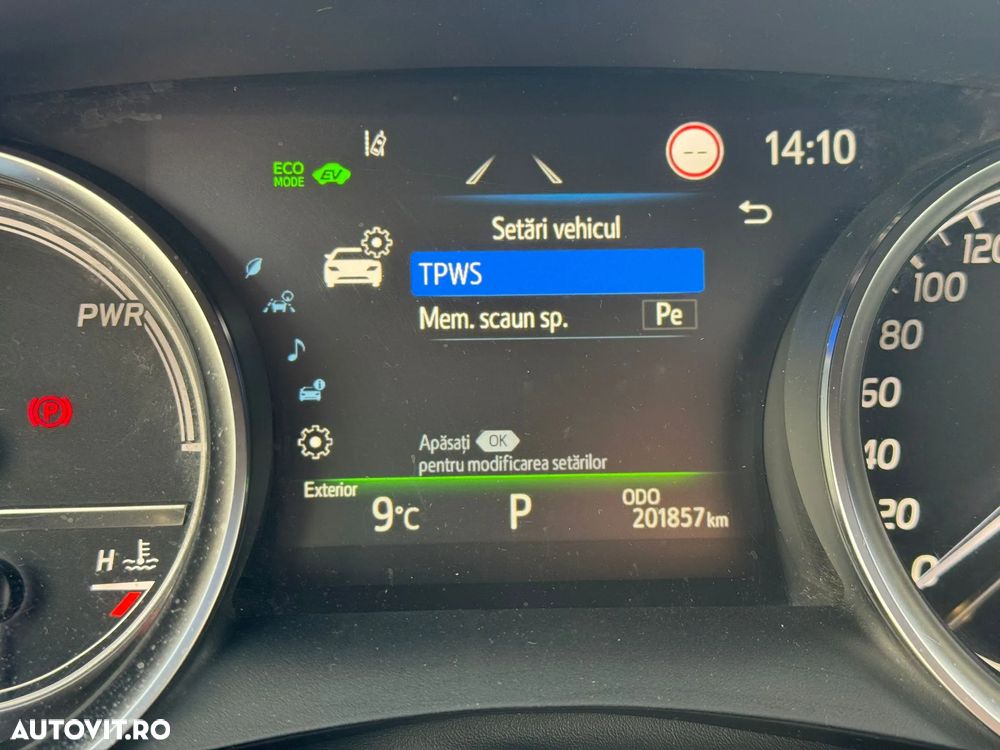 14:10
ECO
MODE
EV
--
Setări vehicul
TPWS
Mem. scaun sp.
Pe
PWR
P
Apăsați OK
pentru modificarea setărilor
Exterior
9°C
P
ODO
201857 km
H
120
100
80
60
40
20
0
AUTOVIT.RO